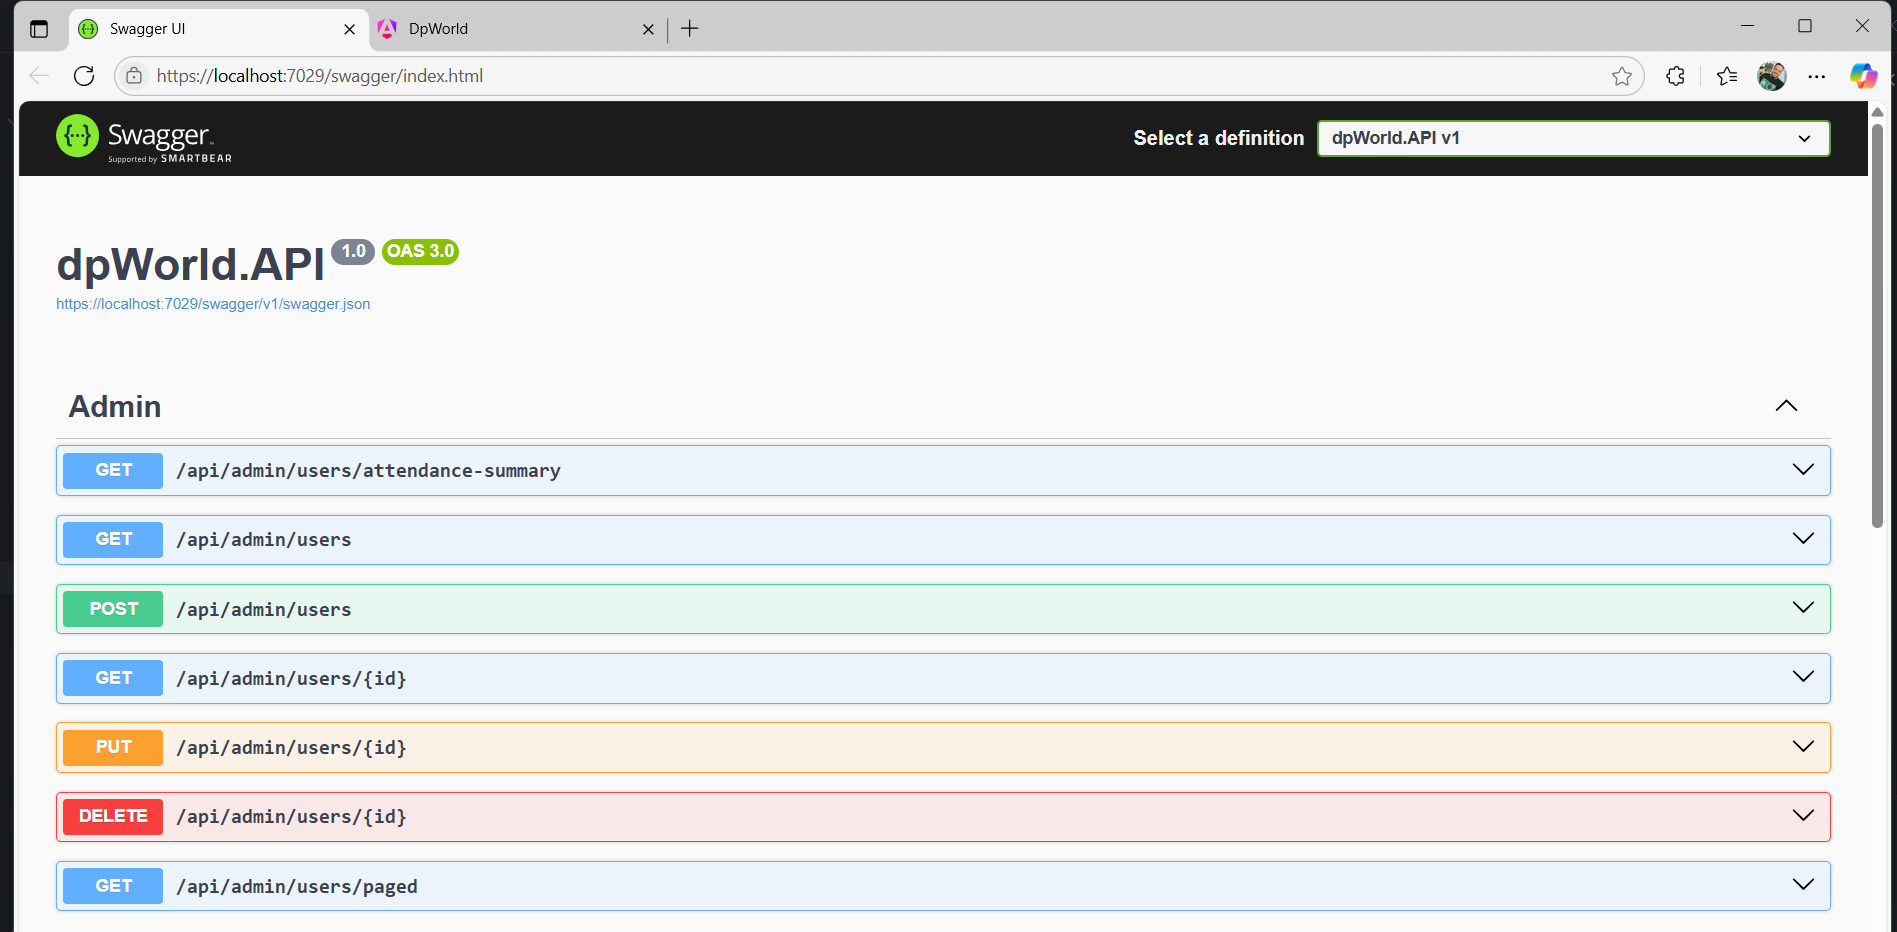 Swagger UI
DpWorld
https://localhost:7029/swagger/index.html
Swagger
Supported by SMARTBEAR
Select a definition
dpWorld.API v1
dpWorld.API 1.0 OAS 3.0
https://localhost:7029/swagger/v1/swagger.json
Admin
GET /api/admin/users/attendance-summary
GET /api/admin/users
POST /api/admin/users
GET /api/admin/users/{id}
PUT /api/admin/users/{id}
DELETE /api/admin/users/{id}
GET /api/admin/users/paged